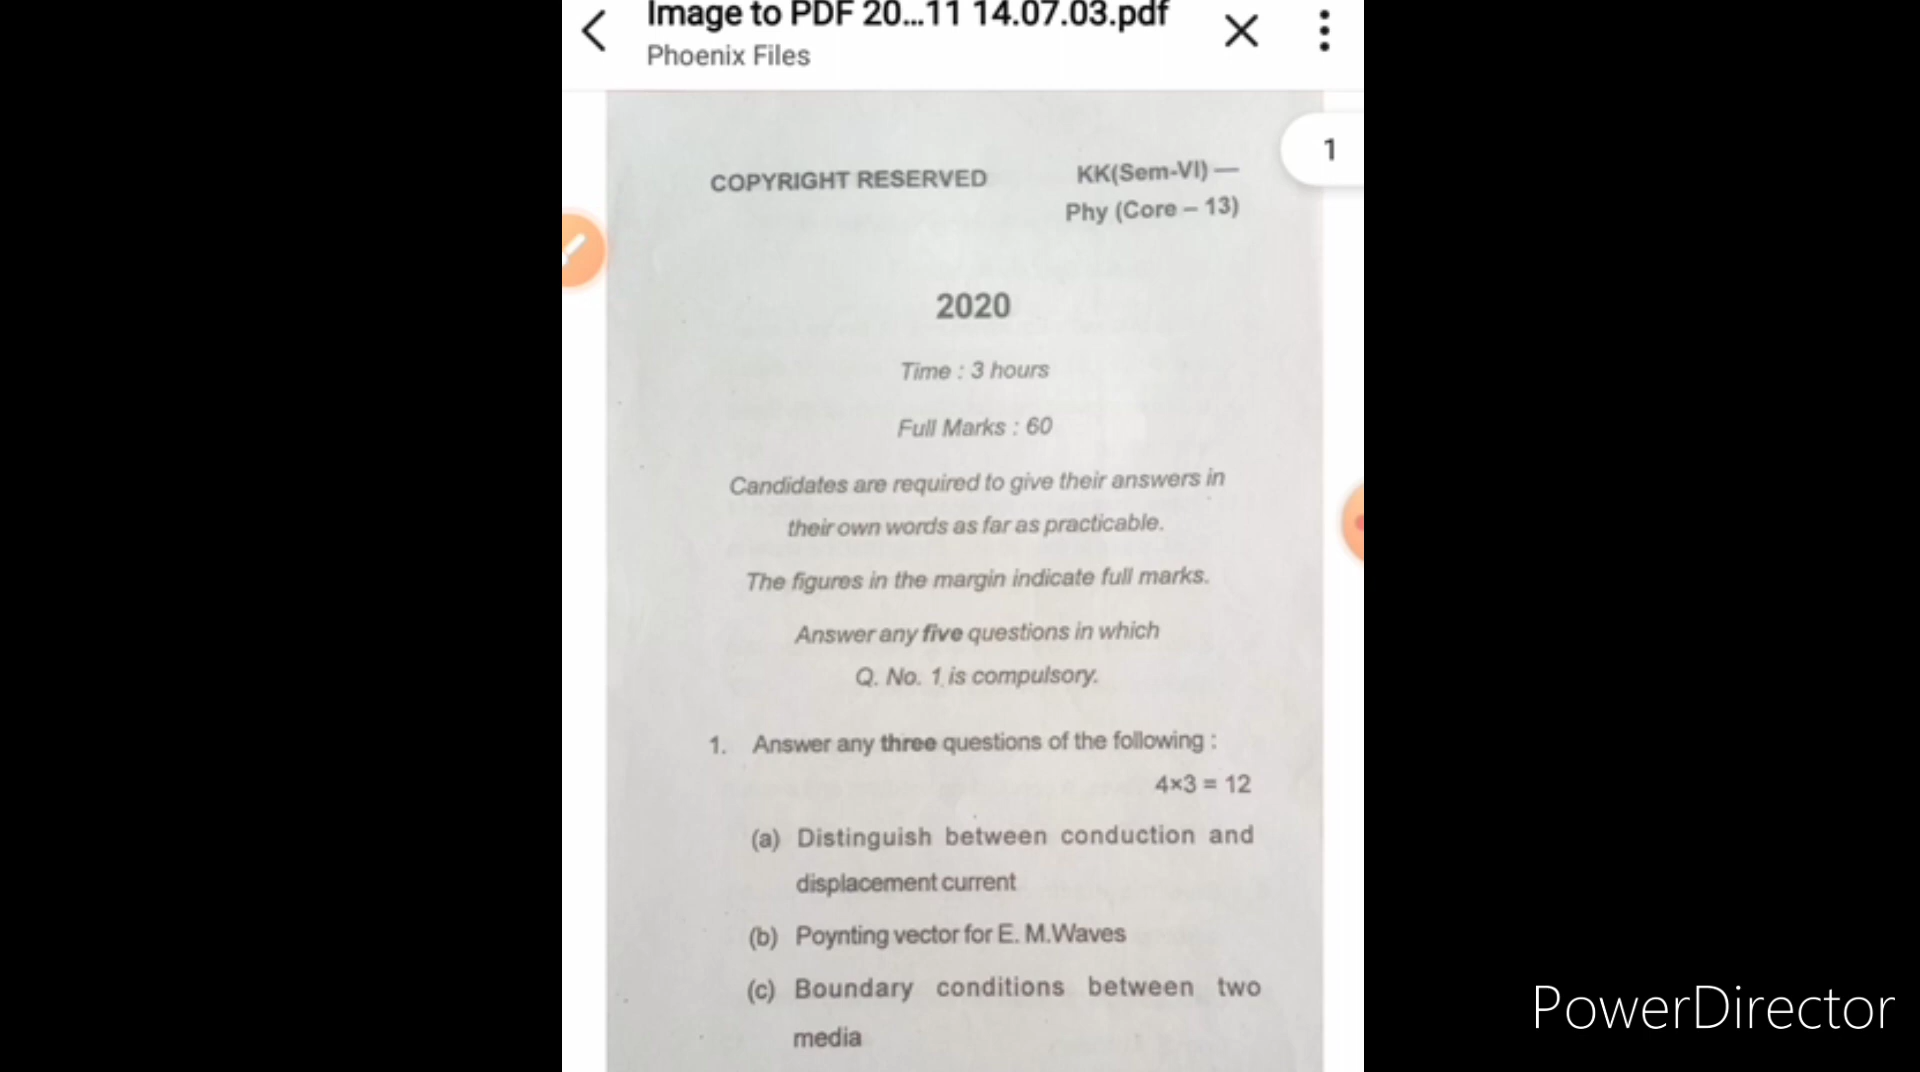 Image to PDF 20...11 14.07.03.pdf
Phoenix Files
1
COPYRIGHT RESERVED
KK(Sem-VI) —
Phy (Core – 13)
2020
Time : 3 hours
Full Marks : 60
Candidates are required to give their answers in
their own words as far as practicable.
The figures in the margin indicate full marks.
Answer any five questions in which
Q. No. 1 is compulsory.
1. Answer any three questions of the following :
4×3 = 12
(a) Distinguish between conduction and
displacement current
(b) Poynting vector for E. M.Waves
(c) Boundary conditions between two
media
PowerDirector